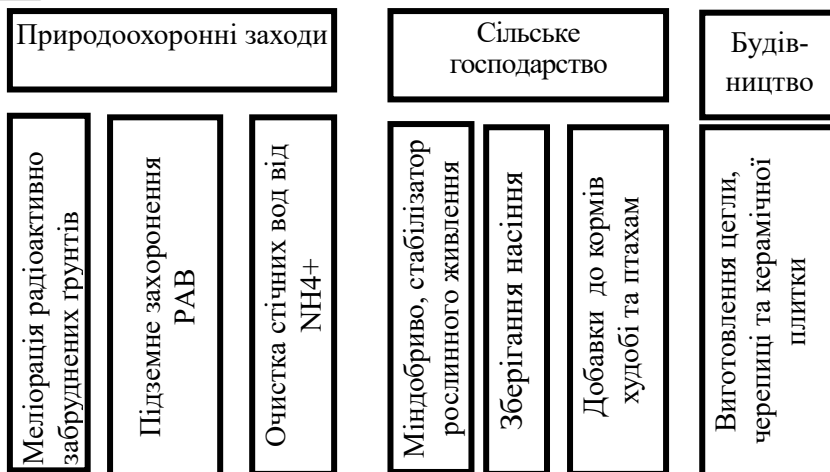 Природоохоронні заходи
Сільське
господарство
Будів-
ництво
Меліорація радіоактивно
забруднених ґрунтів
Підземне захоронення
РАВ
Очистка стічних вод від
NH4+
Міндобриво, стабілізатор
рослинного живлення
Зберігання насіння
Добавки до кормів
худобі та птахам
Виготовлення цегли,
черепиці та керамічної
плитки